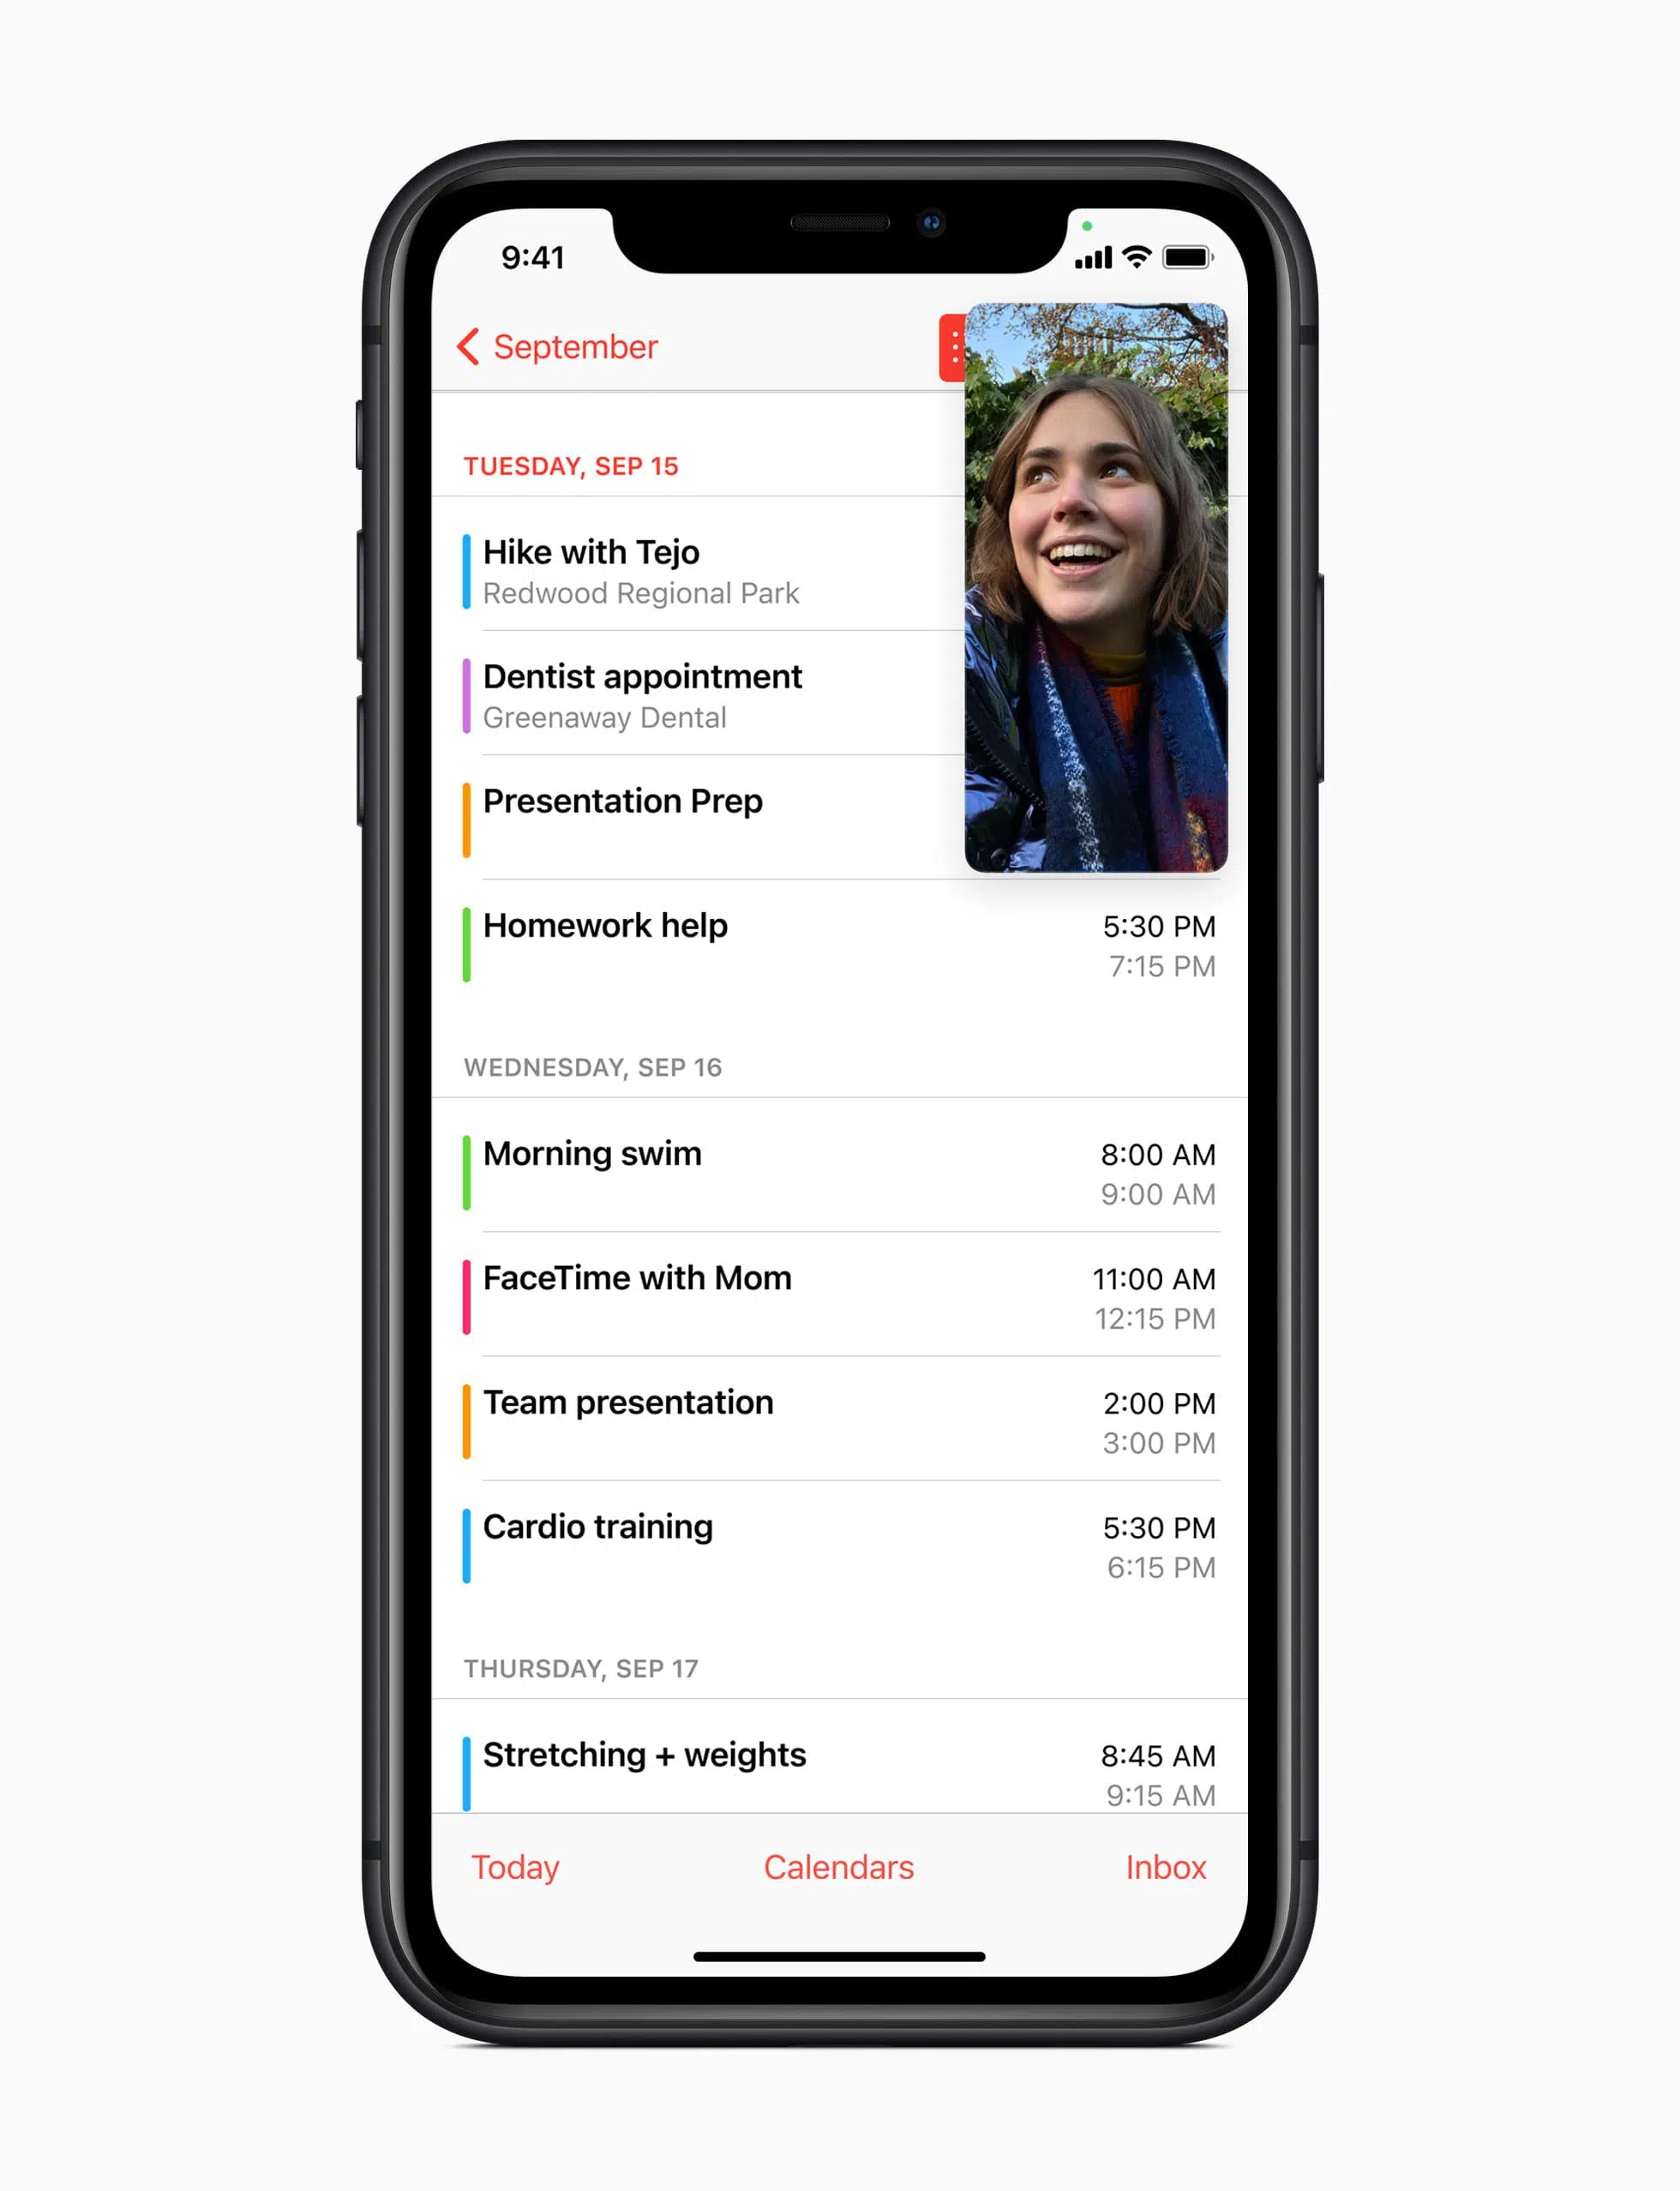 9:41
September
TUESDAY, SEP 15
Hike with Tejo
Redwood Regional Park
Dentist appointment
Greenaway Dental
Presentation Prep
Homework help 5:30 PM
7:15 PM
WEDNESDAY, SEP 16
Morning swim 8:00 AM
9:00 AM
FaceTime with Mom 11:00 AM
12:15 PM
Team presentation 2:00 PM
3:00 PM
Cardio training 5:30 PM
6:15 PM
THURSDAY, SEP 17
Stretching + weights 8:45 AM
9:15 AM
Today Calendars Inbox